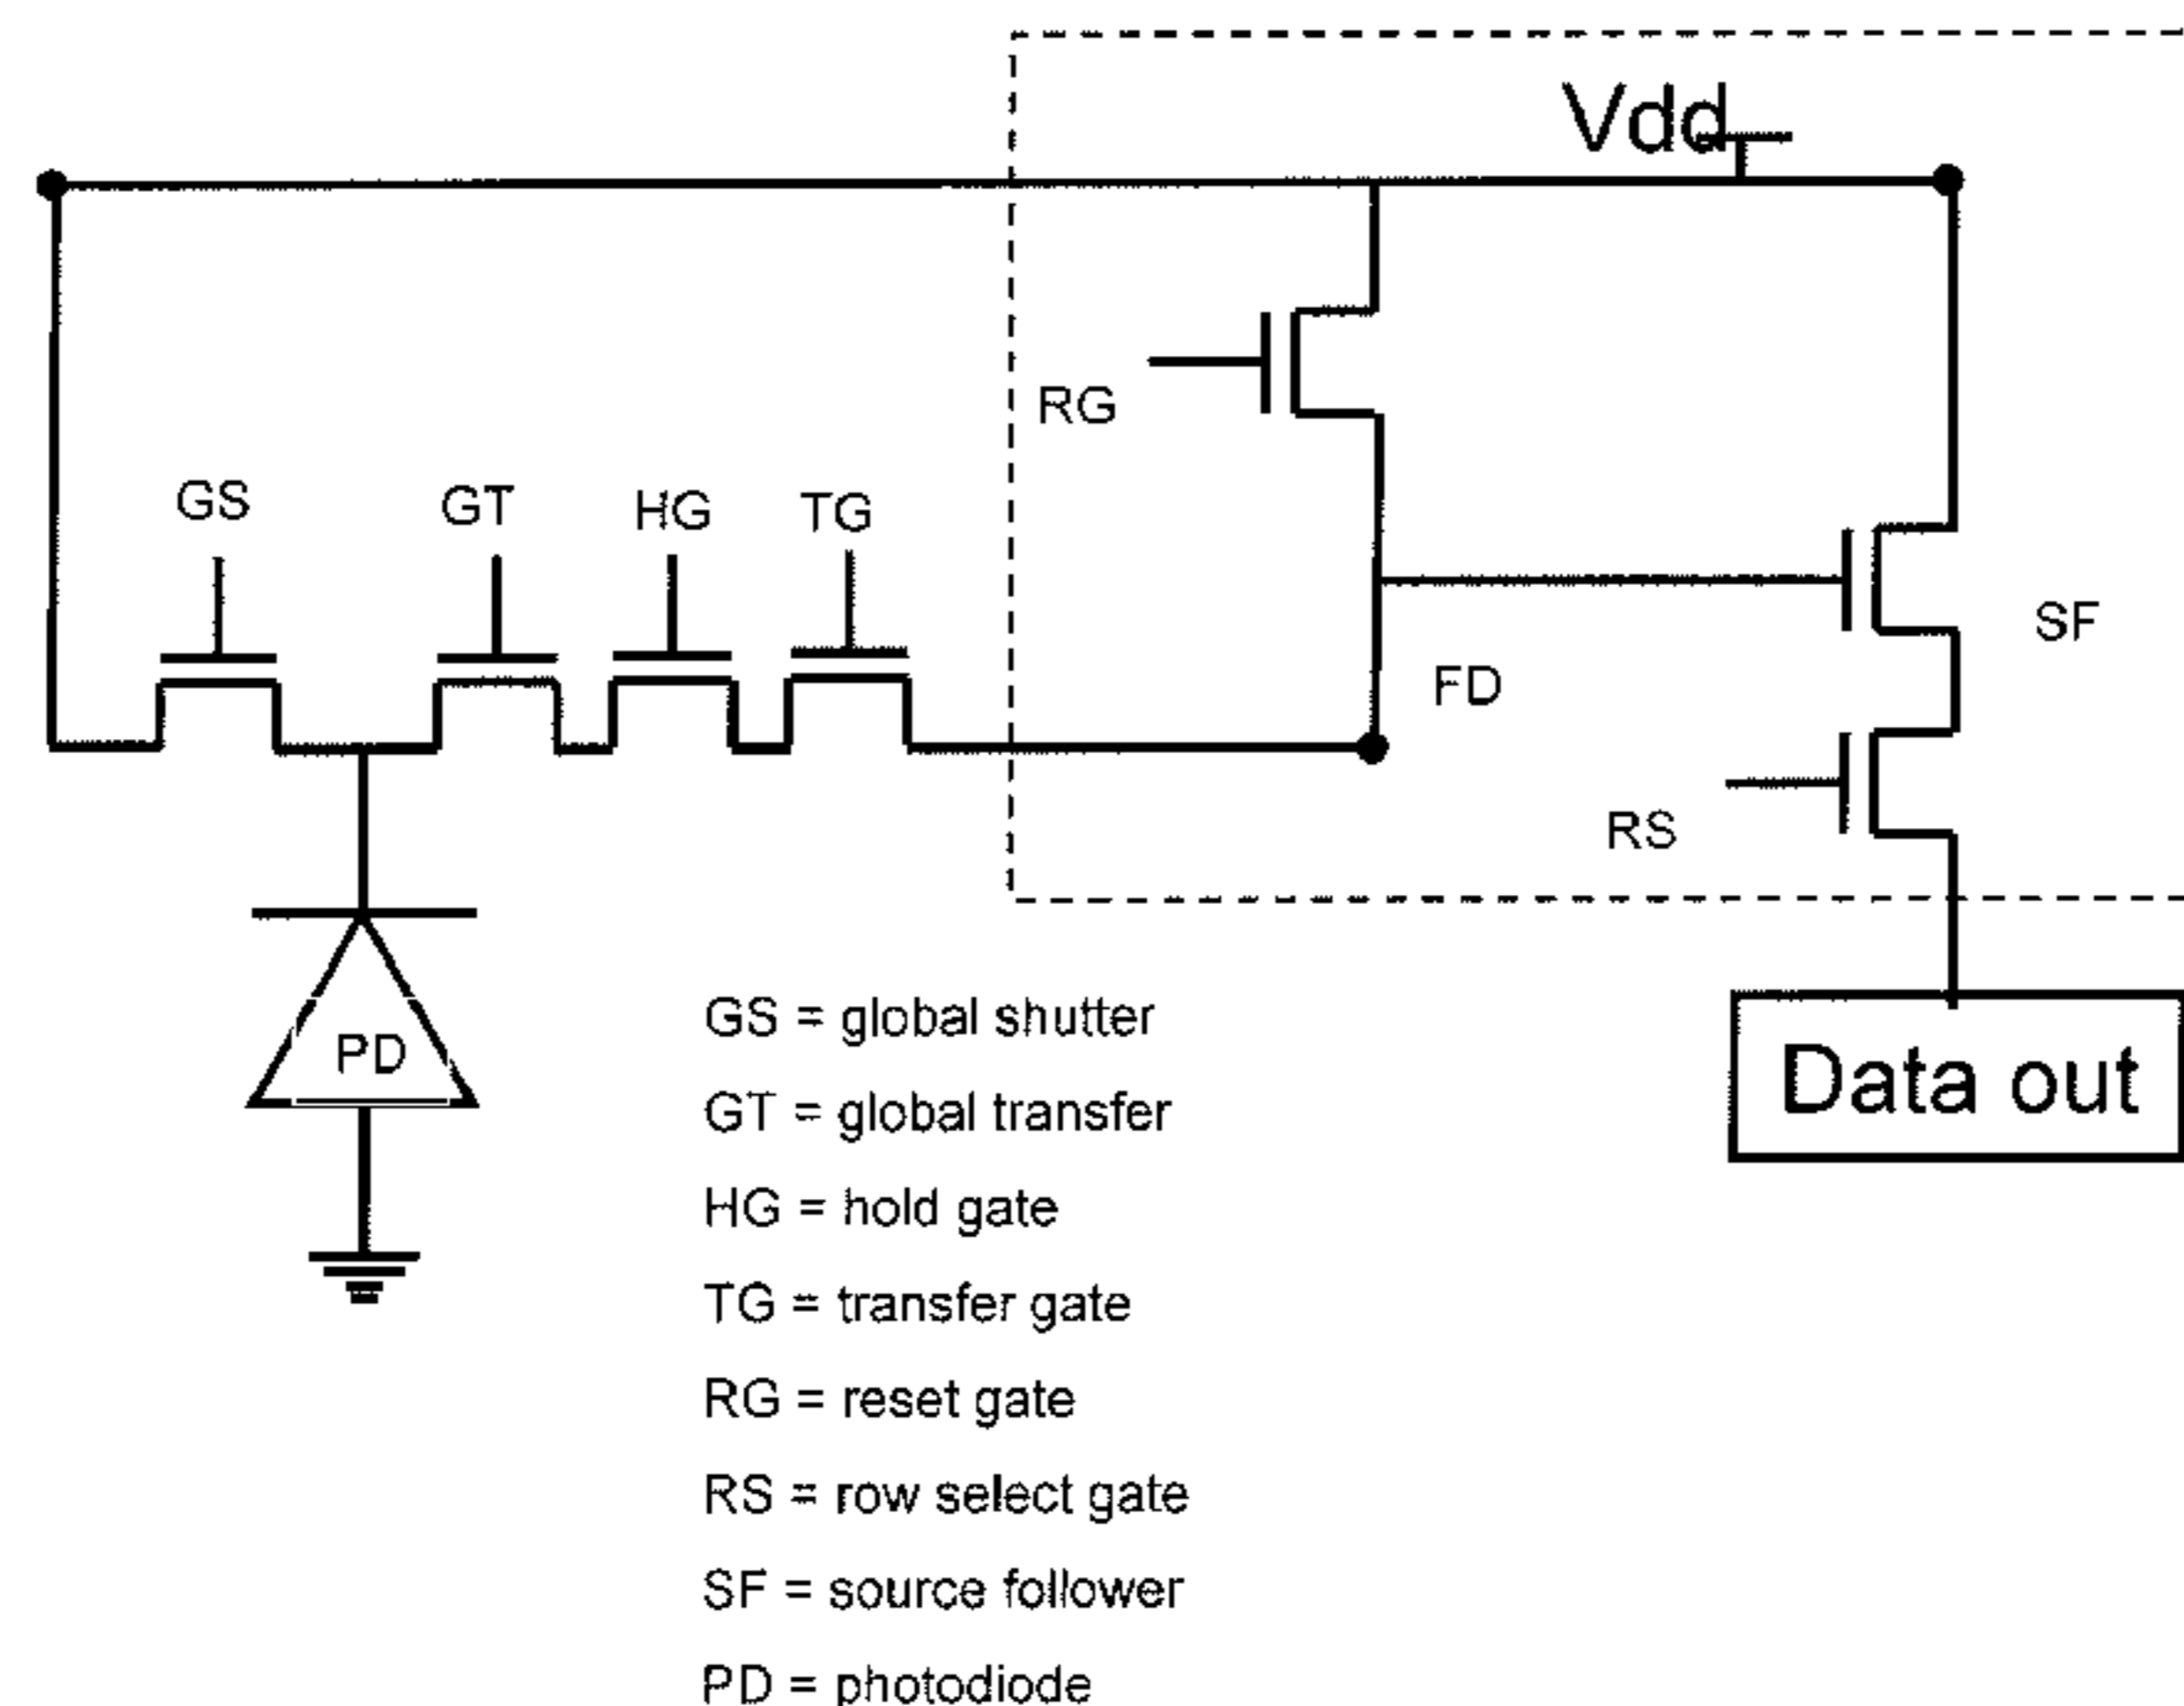 Vdd
RG
GS
GT
HG
TG
SF
FD
RS
PD
Data out
GS = global shutter
GT = global transfer
HG = hold gate
TG = transfer gate
RG = reset gate
RS = row select gate
SF = source follower
PD = photodiode